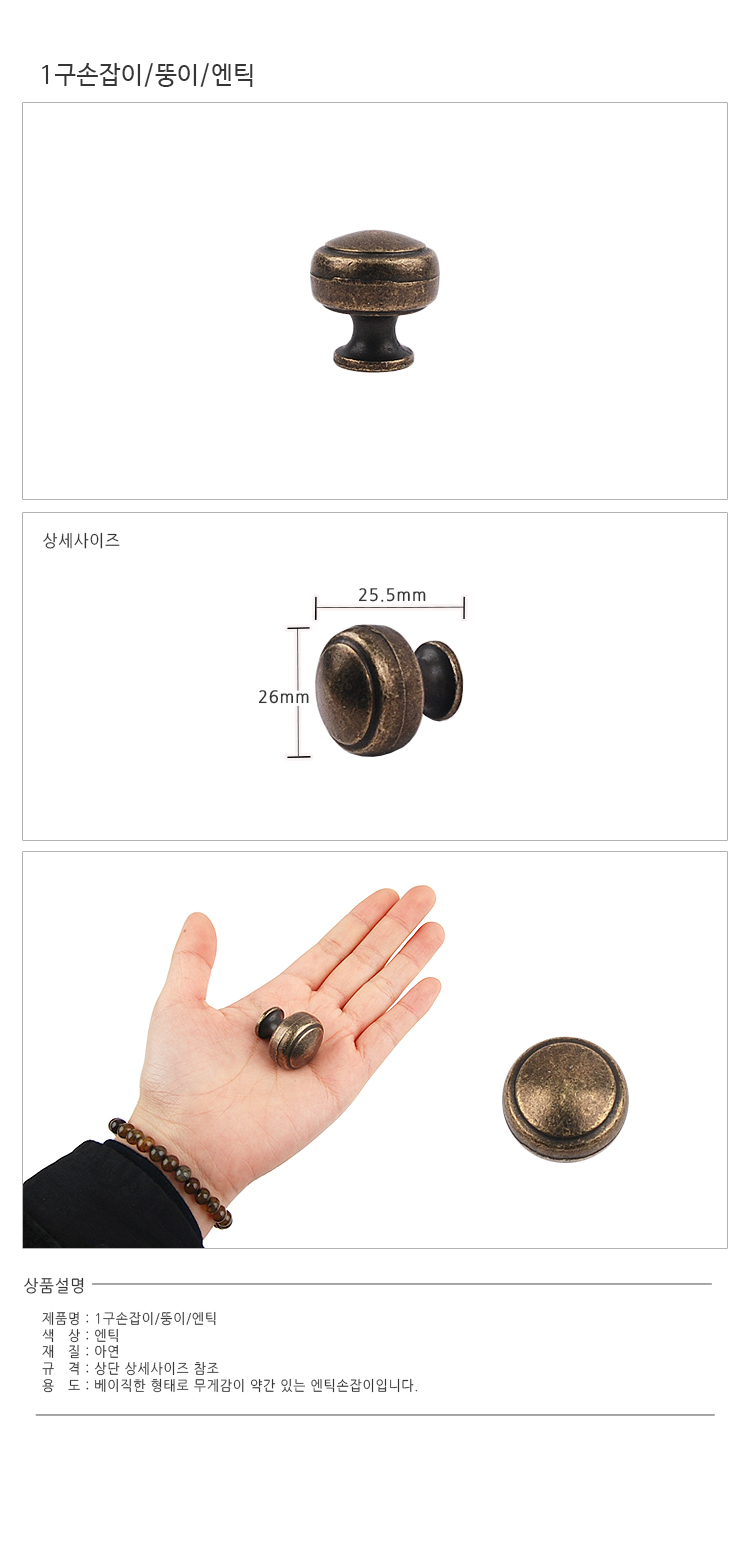 1구손잡이/뚱이/엔틱
상세사이즈
25.5mm
26mm
상품설명
제품명 : 1구손잡이/뚱이/엔틱
색 상 : 엔틱
재 질 : 아연
규 격 : 상단 상세사이즈 참조
용 도 : 베이직한 형태로 무게감이 약간 있는 엔틱손잡이입니다.